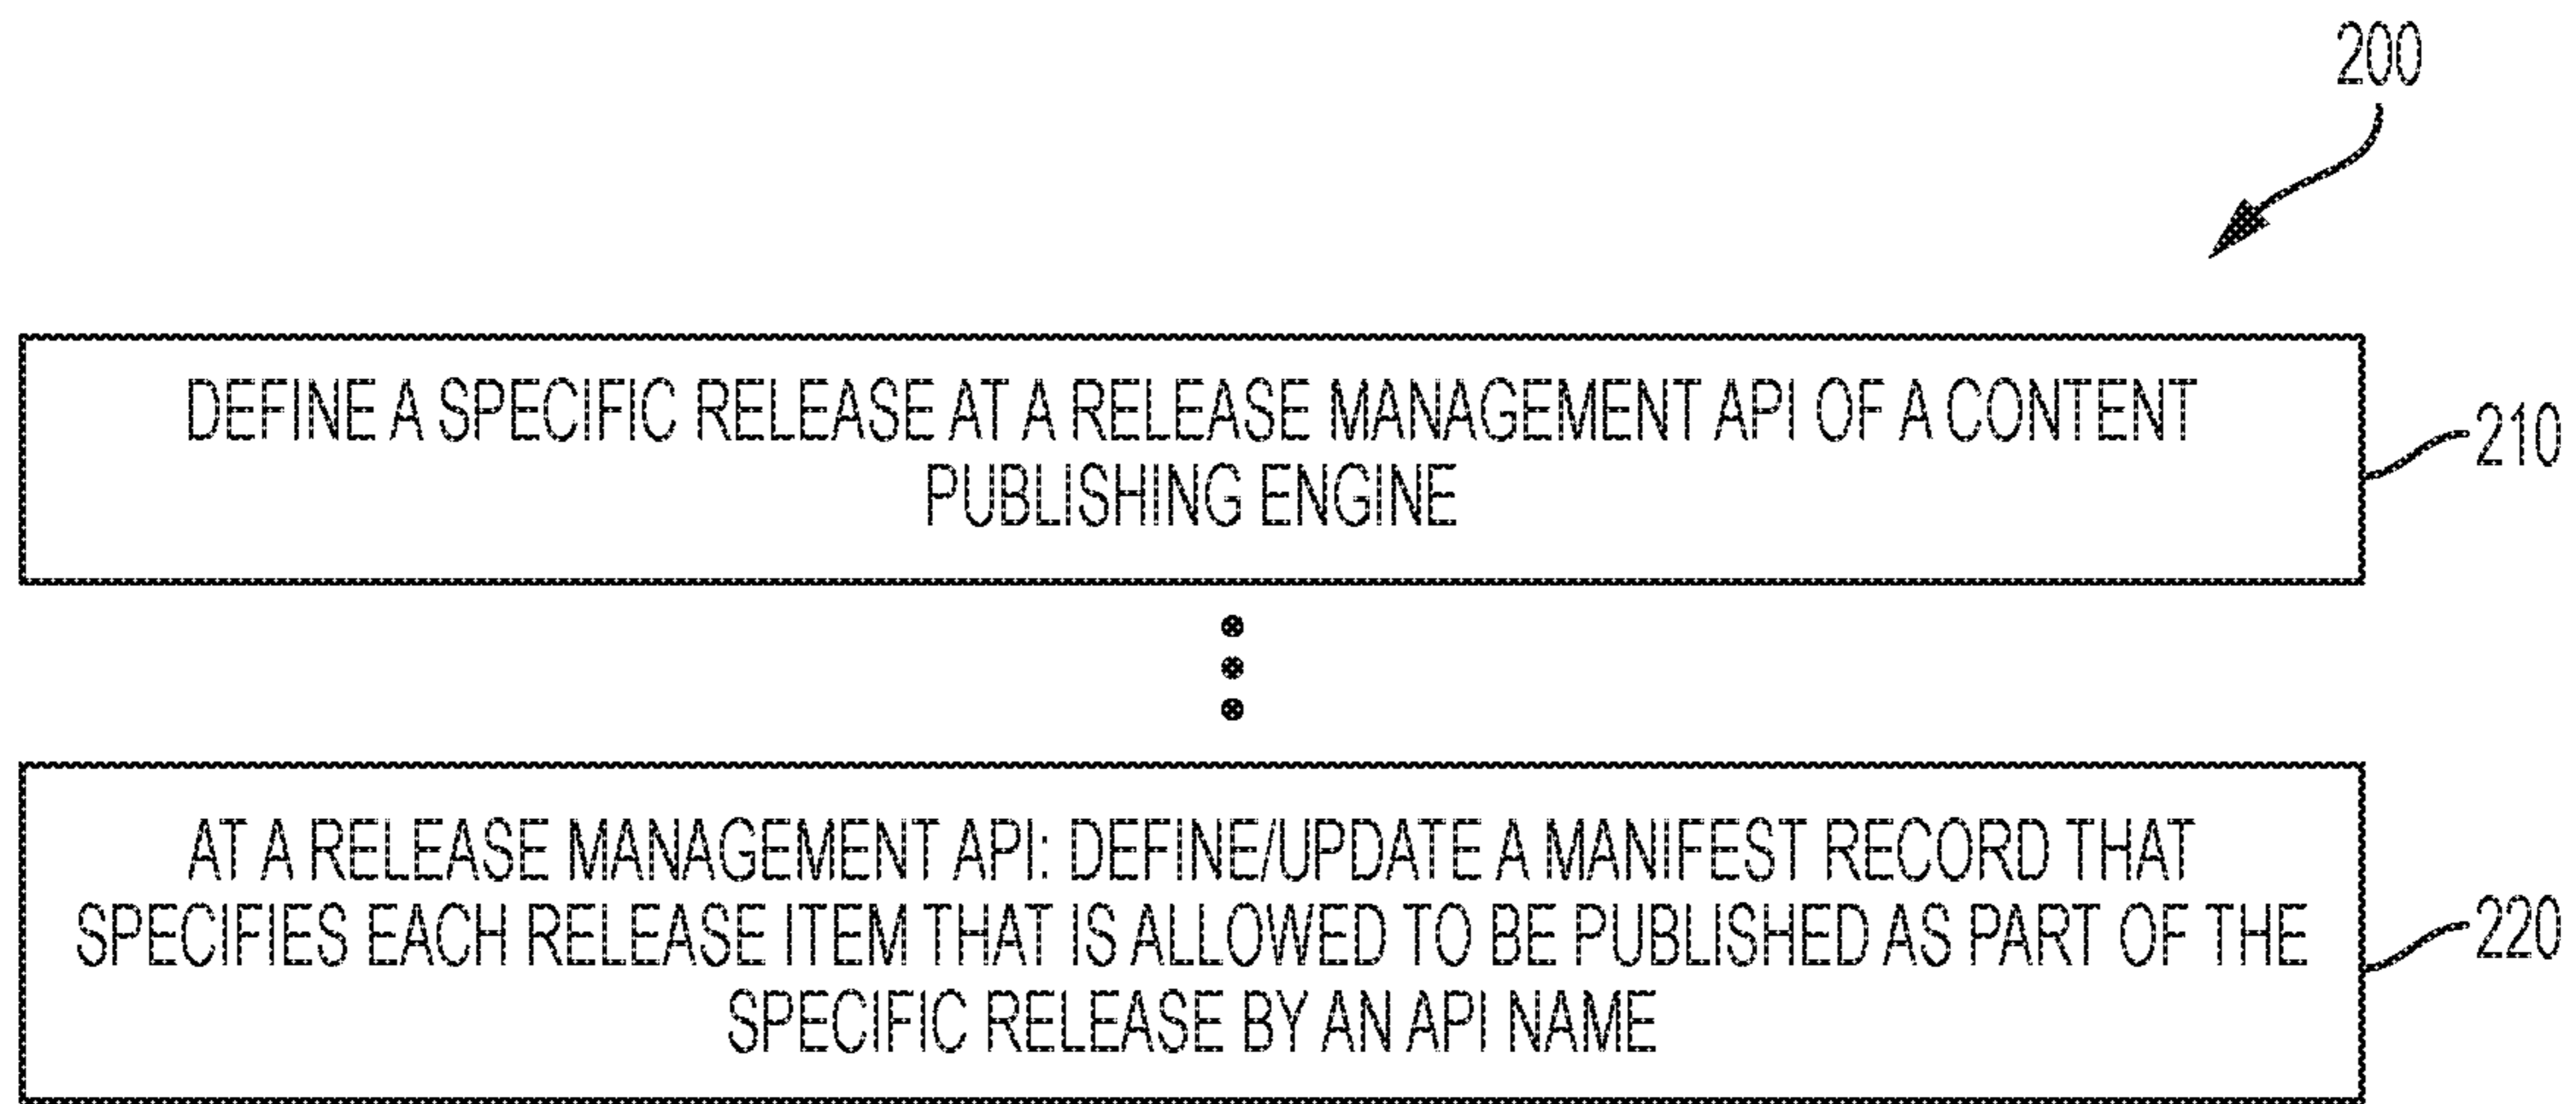 200
DEFINE A SPECIFIC RELEASE AT A RELEASE MANAGEMENT API OF A CONTENT
PUBLISHING ENGINE
210
AT A RELEASE MANAGEMENT API: DEFINE/UPDATE A MANIFEST RECORD THAT
SPECIFIES EACH RELEASE ITEM THAT IS ALLOWED TO BE PUBLISHED AS PART OF THE
SPECIFIC RELEASE BY AN API NAME
220